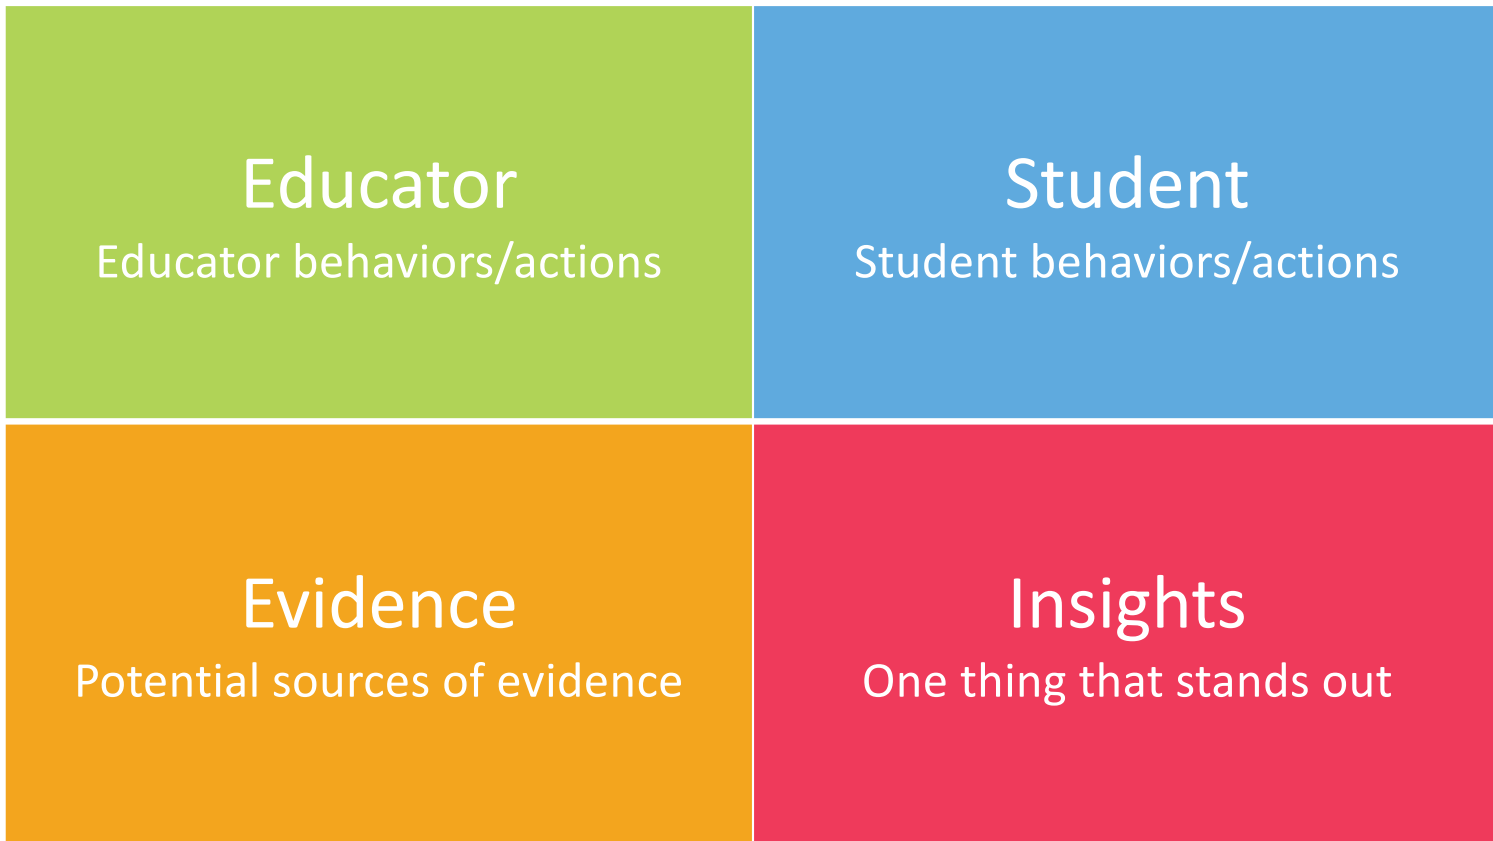 Educator
Educator behaviors/actions
Student
Student behaviors/actions
Evidence
Potential sources of evidence
Insights
One thing that stands out